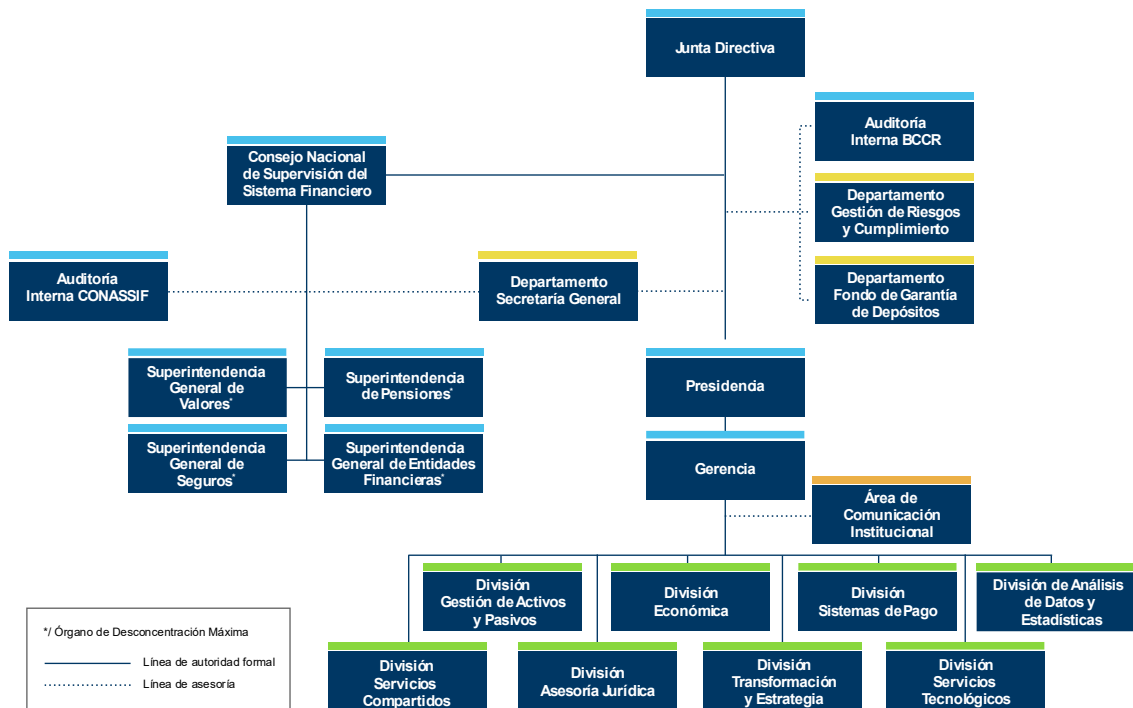 Junta Directiva
Auditoría
Interna BCCR
Consejo Nacional
de Supervisión del
Sistema Financiero
Departamento
Gestión de Riesgos
y Cumplimiento
Auditoría
Interna CONASSIF
Departamento
Secretaría General
Departamento
Fondo de Garantía
de Depósitos
Superintendencia
General de
Valores*
Superintendencia
de Pensiones*
Presidencia
Superintendencia
General de
Seguros*
Superintendencia
General de Entidades
Financieras*
Gerencia
Área de
Comunicación
Institucional
División
Gestión de Activos
y Pasivos
División
Económica
División
Sistemas de Pago
División de Análisis
de Datos y
Estadísticas
*/ Órgano de Desconcentración Máxima
Línea de autoridad formal
Línea de asesoría
División
Servicios
Compartidos
División
Asesoría Jurídica
División
Transformación
y Estrategia
División
Servicios
Tecnológicos